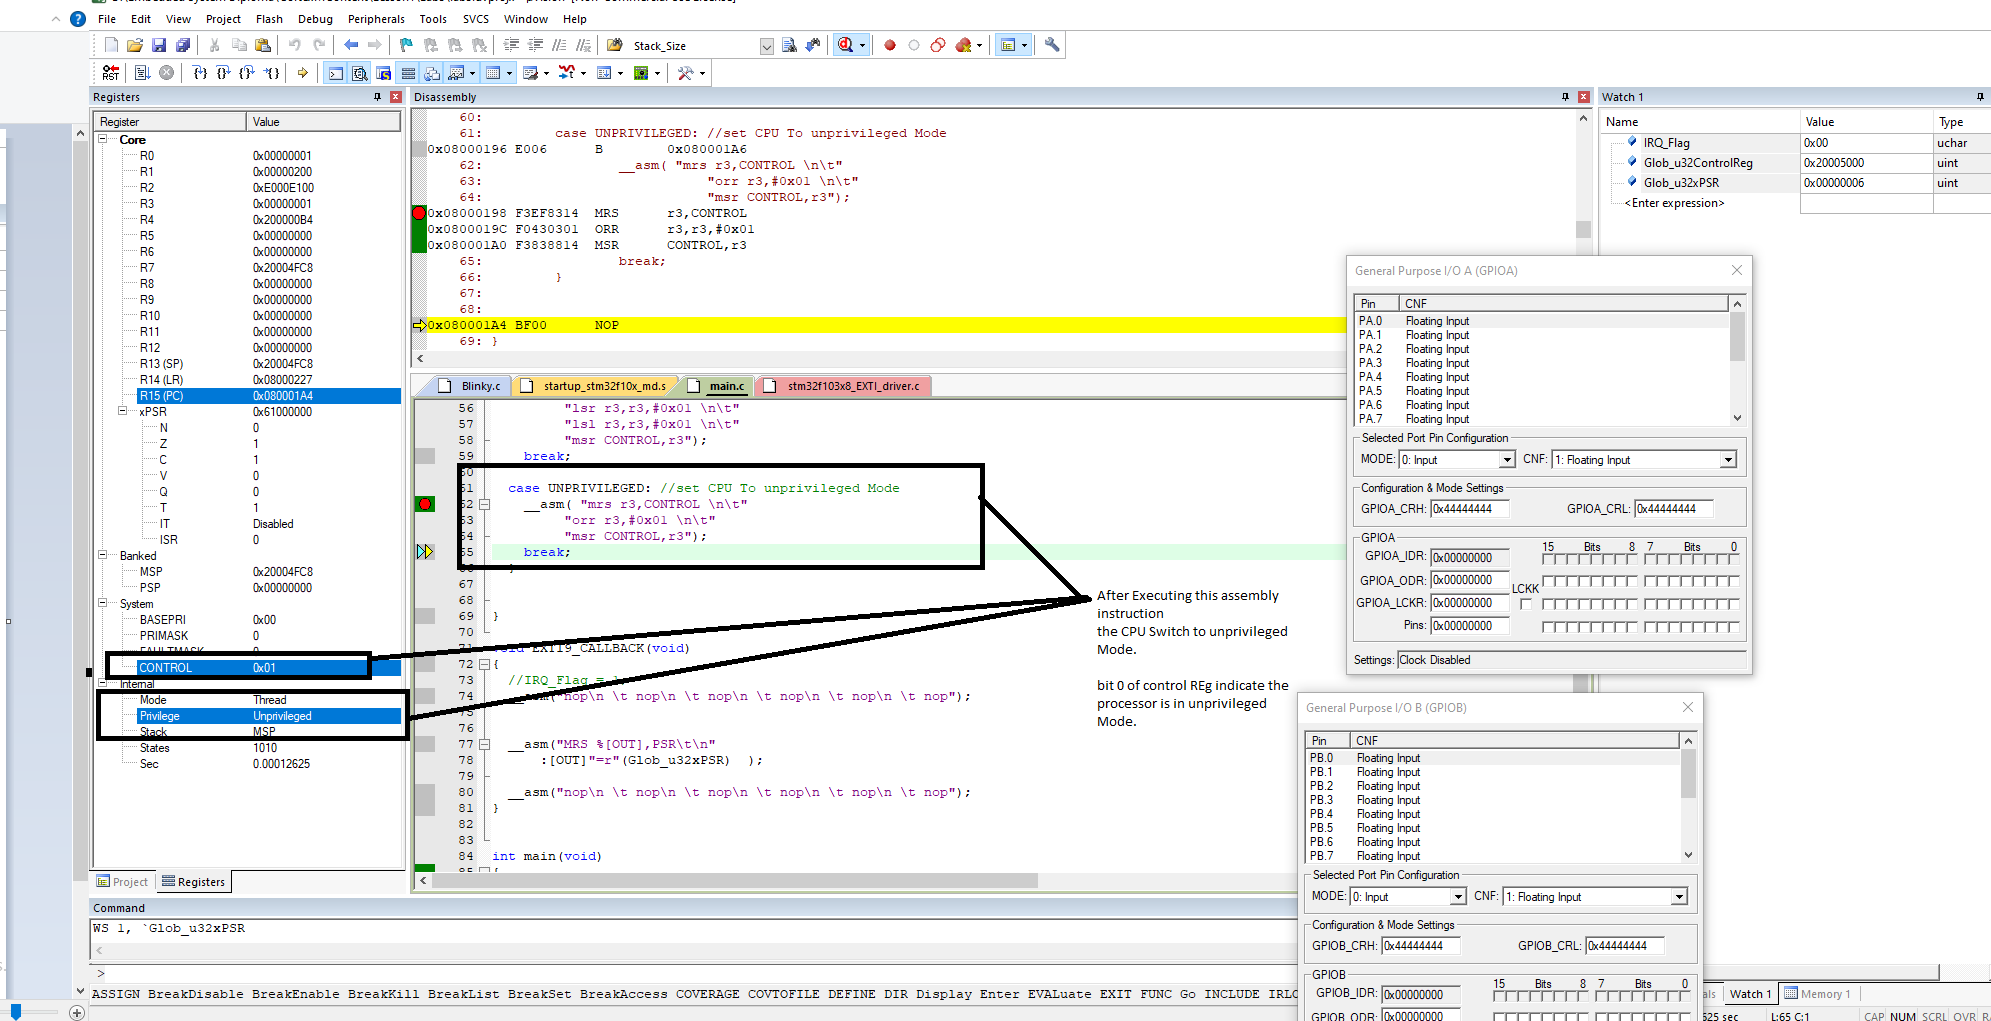 File Edit View Project Flash Debug Peripherals Tools SVCS Window Help
Stack_Size
Registers
Register Value
Core
R0 0x00000001
R1 0x00000200
R2 0xE000E100
R3 0x00000001
R4 0x200000B4
R5 0x00000000
R6 0x00000000
R7 0x20004FC8
R8 0x00000000
R9 0x00000000
R10 0x00000000
R11 0x00000000
R12 0x00000000
R13 (SP) 0x20004FC8
R14 (LR) 0x08000227
R15 (PC) 0x080001A4
xPSR 0x61000000
N 0
Z 1
C 1
V 0
Q 0
T 1
IT Disabled
ISR 0
Banked
MSP 0x20004FC8
PSP 0x00000000
System
BASEPRI 0x00
PRIMASK 0
FAULTMASK 0
CONTROL 0x01
Internal
Mode Thread
Privilege Unprivileged
Stack MSP
States 1010
Sec 0.00012625
Project Registers
Disassembly
60:
61: case UNPRIVILEGED: //set CPU To unprivileged Mode
0x08000196 E006 B 0x080001A6
62: __asm( "mrs r3,CONTROL \n\t"
63: "orr r3,#0x01 \n\t"
64: "msr CONTROL,r3");
0x08000198 F3EF8314 MRS r3,CONTROL
0x0800019C F0430301 ORR r3,r3,#0x01
0x080001A0 F3838814 MSR CONTROL,r3
65: break;
66: }
67:
68:
0x080001A4 BF00 NOP
69: }
Blinky.c startup_stm32f10x_md.s main.c stm32f103x8_EXTI_driver.c
56 "lsr r3,r3,#0x01 \n\t"
57 "lsl r3,r3,#0x01 \n\t"
58 "msr CONTROL,r3");
59 break;
60
61 case UNPRIVILEGED: //set CPU To unprivileged Mode
62 __asm( "mrs r3,CONTROL \n\t"
63 "orr r3,#0x01 \n\t"
64 "msr CONTROL,r3");
65 break;
66 }
67
68
69 }
70
71 void EXTI9_CALLBACK(void)
72 {
73 //IRQ_Flag =
74 __asm("nop\n \t nop\n \t nop\n \t nop\n \t nop\n \t nop");
75
76
77 __asm("MRS %[OUT],PSR\t\n"
78 :[OUT]"=r"(Glob_u32xPSR) );
79
80 __asm("nop\n \t nop\n \t nop\n \t nop\n \t nop\n \t nop");
81 }
82
83
84 int main(void)
85 {
After Executing this assembly
instruction
the CPU Switch to unprivileged
Mode.
bit 0 of control REg indicate the
processor is in unprivileged
Mode.
Watch 1
Name Value Type
IRQ_Flag 0x00 uchar
Glob_u32ControlReg 0x20005000 uint
Glob_u32xPSR 0x00000006 uint
<Enter expression>
General Purpose I/O A (GPIOA)
Pin CNF
PA.0 Floating Input
PA.1 Floating Input
PA.2 Floating Input
PA.3 Floating Input
PA.4 Floating Input
PA.5 Floating Input
PA.6 Floating Input
PA.7 Floating Input
Selected Port Pin Configuration
MODE: 0: Input CNF: 1: Floating Input
Configuration & Mode Settings
GPIOA_CRH: 0x44444444 GPIOA_CRL: 0x44444444
GPIOA
15 Bits 8 7 Bits 0
GPIOA_IDR: 0x00000000
GPIOA_ODR: 0x00000000
LCKK
GPIOA_LCKR: 0x00000000
Pins: 0x00000000
Settings: Clock Disabled
General Purpose I/O B (GPIOB)
Pin CNF
PB.0 Floating Input
PB.1 Floating Input
PB.2 Floating Input
PB.3 Floating Input
PB.4 Floating Input
PB.5 Floating Input
PB.6 Floating Input
PB.7 Floating Input
Selected Port Pin Configuration
MODE: 0: Input CNF: 1: Floating Input
Configuration & Mode Settings
GPIOB_CRH: 0x44444444 GPIOB_CRL: 0x44444444
GPIOB
15 Bits 8 7 Bits 0
GPIOB_IDR: 0x00000000
GPIOB_ODR: 0x00000000
Command
WS 1, `Glob_u32xPSR
>
ASSIGN BreakDisable BreakEnable BreakKill BreakList BreakSet BreakAccess COVERAGE COVTOFILE DEFINE DIR Display Enter EVALuate EXIT FUNC Go INCLUDE IRLO
Watch 1 Memory 1
625 sec L:65 C:1 CAP NUM SCRL OVR